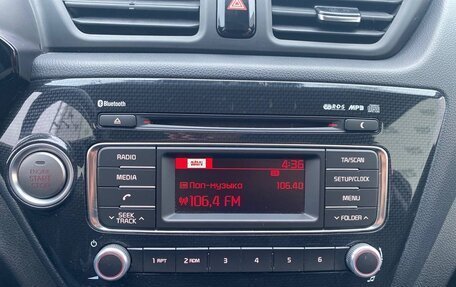 Bluetooth
RDS MP3
RADIO
MEDIA
SEEK
TRACK
4:36
Поп-музыка 106.40
106,4 FM
TA/SCAN
SETUP/CLOCK
MENU
FOLDER
ENGINE
START
STOP
1 RPT 2 RDM 3 4 5 6